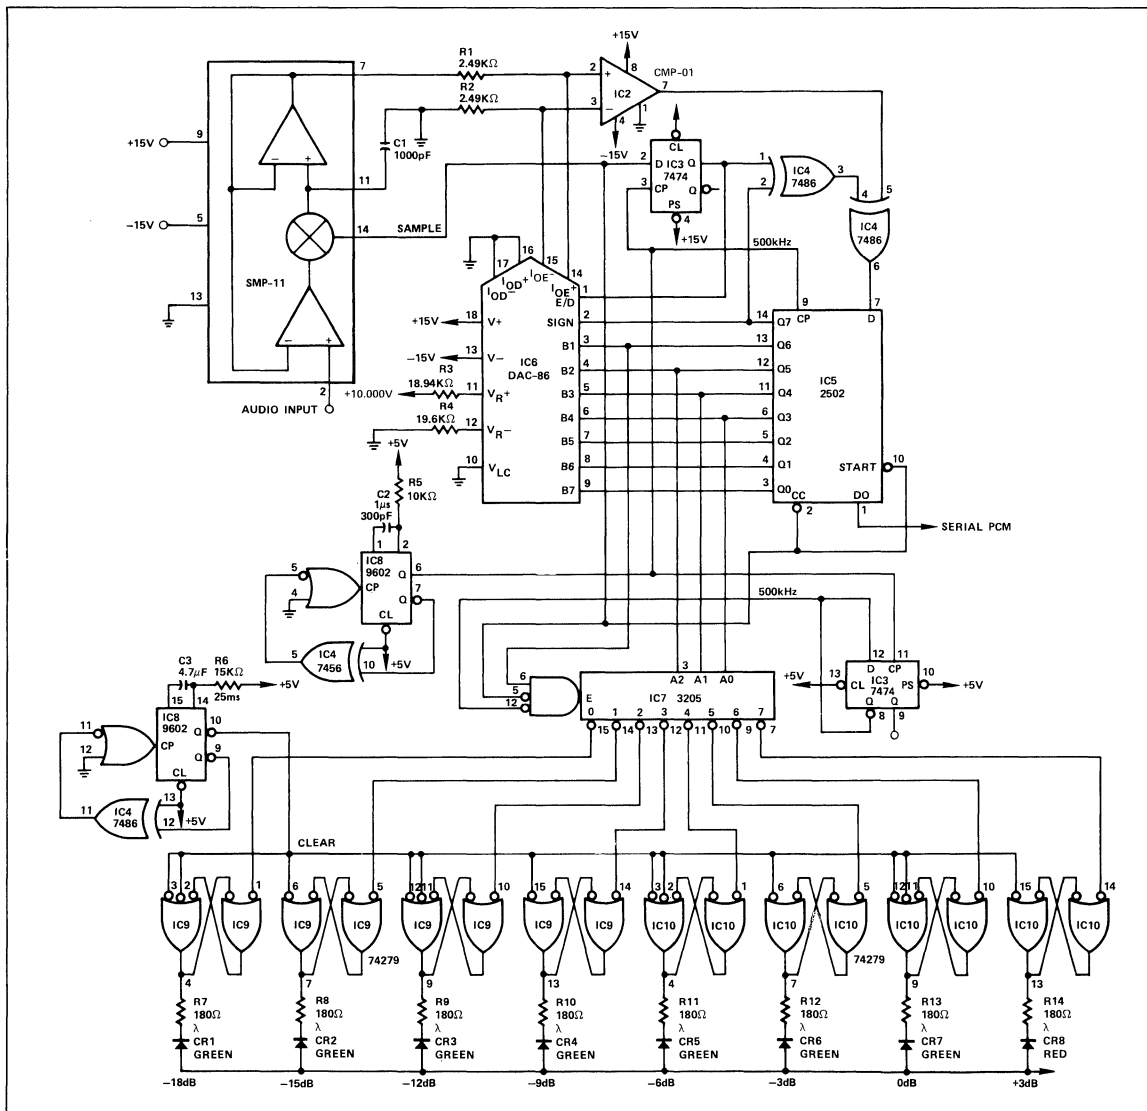 +15V
R1
2.49KΩ
R2
2.49KΩ
7
2
+
8
CMP-01
7
IC2
3
−
1
4
−15V
9
+15V
C1
1000pF
11
− +
5
−15V
14
SAMPLE
SMP-11
13
− +
2
AUDIO INPUT
CL
2
D
IC3
Q
7474
3
CP
Q
PS
4
+15V
1
IC4
7486
3
2
4
5
IC4
7486
6
500kHz
9
7
CP
D
17
16
15
14
IOD−
IOD+
IOE−
IOE+
E/D
1
+15V
18
V+
SIGN
2
14
Q7
−15V
13
V−
B1
3
13
Q6
IC6
DAC-86
B2
4
12
Q5
IC5
2502
R3
18.94KΩ
+10.000V
11
VR+
B3
5
11
Q4
R4
19.6KΩ
12
VR−
B4
6
6
Q3
B5
7
5
Q2
10
VLC
B6
8
4
Q1
START
10
B7
9
3
Q0
CC
DO
2
1
SERIAL PCM
+5V
R5
10KΩ
C2
1μs
300pF
1
2
IC8
9602
Q
6
5
CP
Q
7
4
CL
5
IC4
7456
10
+5V
500kHz
C3
4.7μF
R6
15KΩ
+5V
25ms
15
14
IC8
9602
10
Q
11
CP
9
Q
12
CL
11
IC4
7486
13
12
+5V
6
5
12
3
A2 A1 A0
E
IC7 3205
0 1 2 3 4 5 6 7
15 14 13 12 11 10 9 7
12
11
D
CP
+5V
13
CL
IC3
7474
PS
10
+5V
Q
Q
8
9
CLEAR
3 2 1 6 5 12 11 10 15 14 3 2 1 6 5 12 11 10 15 14
IC9 IC9 IC9 IC9 IC9 IC9 IC9 IC9 IC10 IC10 IC10 IC10 IC10 IC10 IC10 IC10
74279
74279
4 7 9 13 4 7 9 13
R7 R8 R9 R10 R11 R12 R13 R14
180Ω 180Ω 180Ω 180Ω 180Ω 180Ω 180Ω 180Ω
λ λ λ λ λ λ λ λ
CR1 CR2 CR3 CR4 CR5 CR6 CR7 CR8
GREEN GREEN GREEN GREEN GREEN GREEN GREEN RED
−18dB −15dB −12dB −9dB −6dB −3dB 0dB +3dB